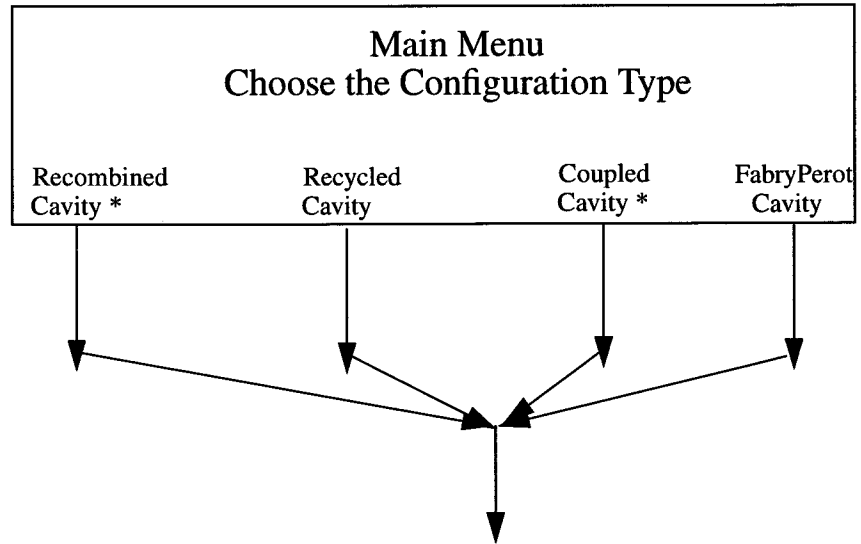 Main Menu
Choose the Configuration Type
Recombined
Cavity *
Recycled
Cavity
Coupled
Cavity *
FabryPerot
Cavity